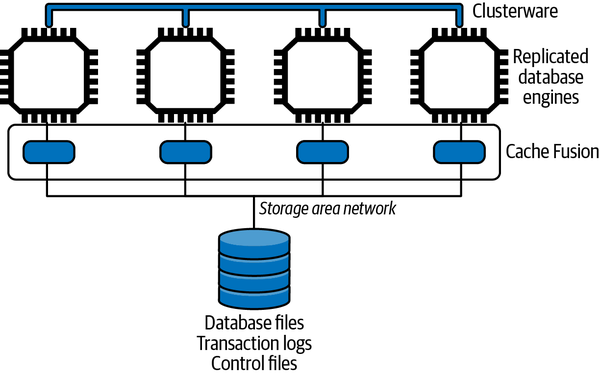 Clusterware
Replicated
database
engines
Cache Fusion
Storage area network
Database files
Transaction logs
Control files